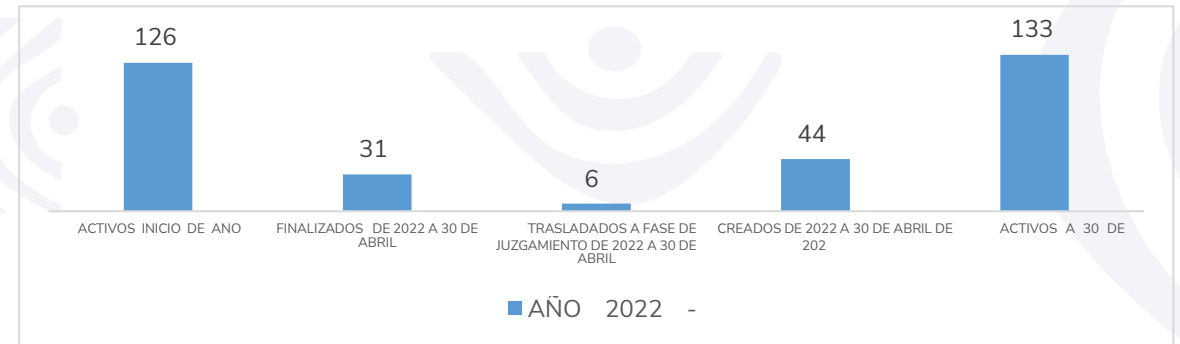 126
31
6
44
133
ACTIVOS INICIO DE ANO
FINALIZADOS DE 2022 A 30 DE
ABRIL
TRASLADADOS A FASE DE
JUZGAMIENTO DE 2022 A 30 DE
ABRIL
CREADOS DE 2022 A 30 DE ABRIL DE
202
ACTIVOS A 30 DE
AÑO 2022 -